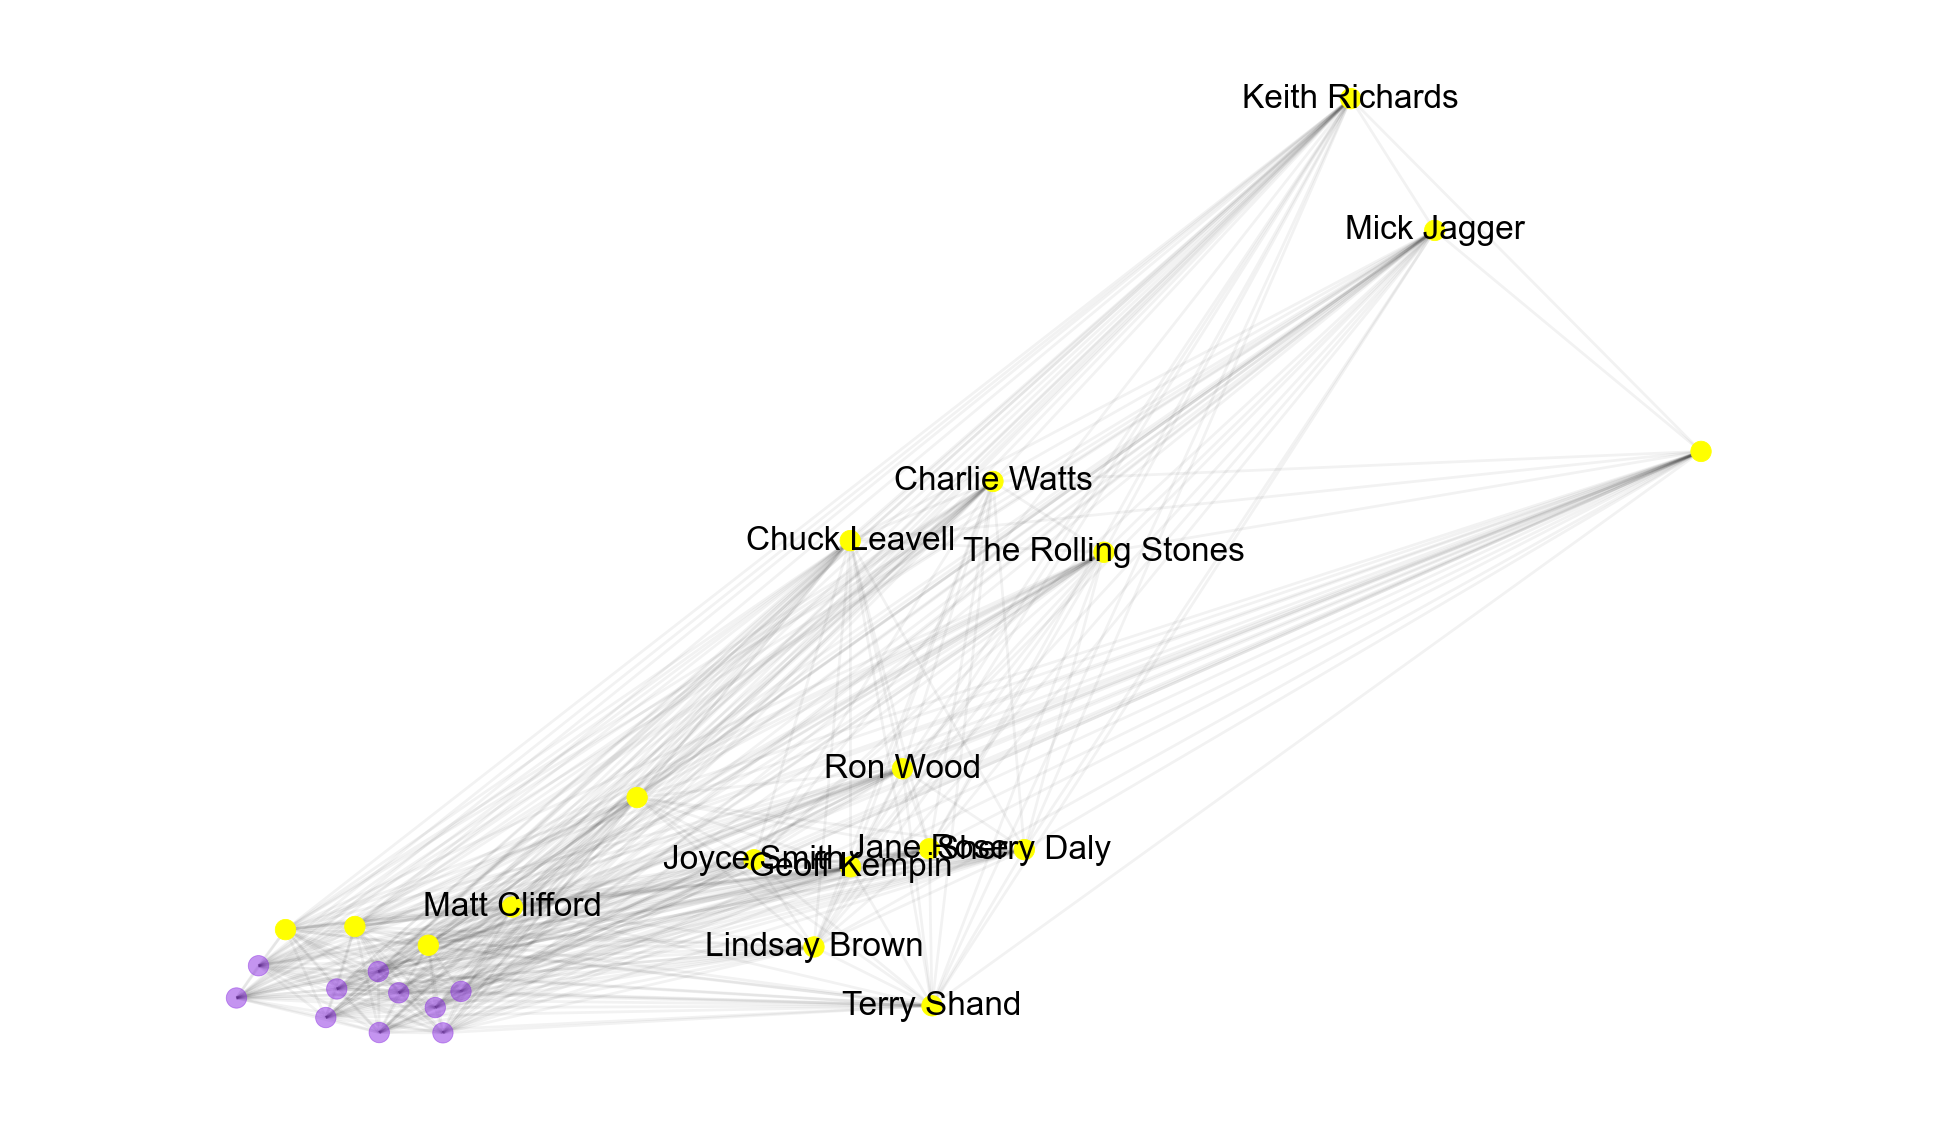 Keith Richards
Mick Jagger
Charlie Watts
Chuck Leavell
The Rolling Stones
Ron Wood
Jane Rose
Sherry Daly
Joyce Smith
Geoff Kempin
Matt Clifford
Lindsay Brown
Terry Shand